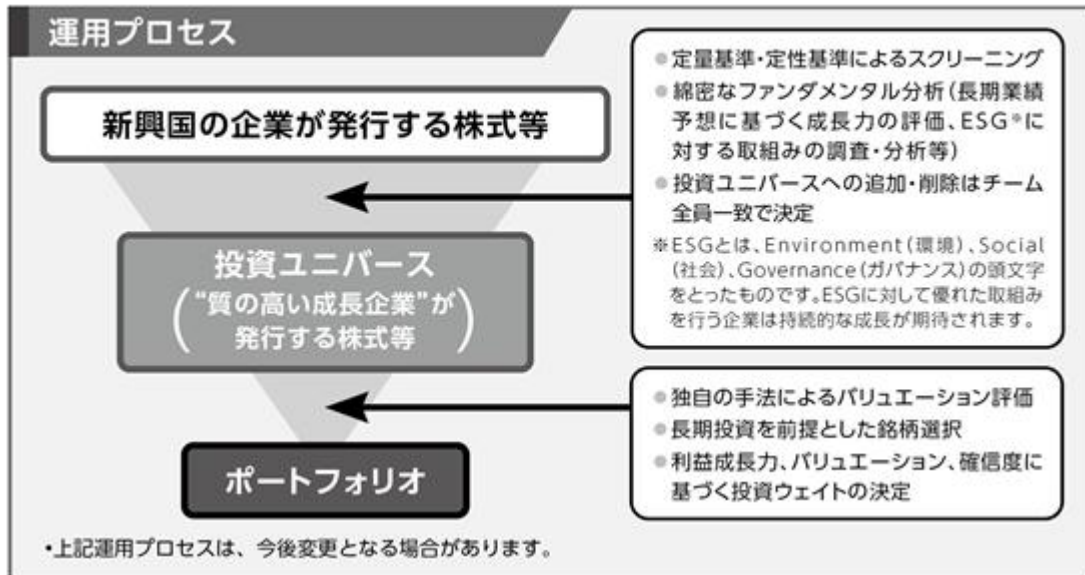 運用プロセス
新興国の企業が発行する株式等
●定量基準・定性基準によるスクリーニング
●綿密なファンダメンタル分析(長期業績
予想に基づく成長力の評価、ESG※に
対する取組みの調査・分析等)
●投資ユニバースへの追加・削除はチーム
全員一致で決定
※ESGとは、Environment(環境)、Social
(社会)、Governance(ガバナンス)の頭文字
をとったものです。ESGに対して優れた取組み
を行う企業は持続的な成長が期待されます。
投資ユニバース
(“質の高い成長企業”が
発行する株式等)
●独自の手法によるバリュエーション評価
●長期投資を前提とした銘柄選択
●利益成長力、バリュエーション、確信度に
基づく投資ウェイトの決定
ポートフォリオ
・上記運用プロセスは、今後変更となる場合があります。